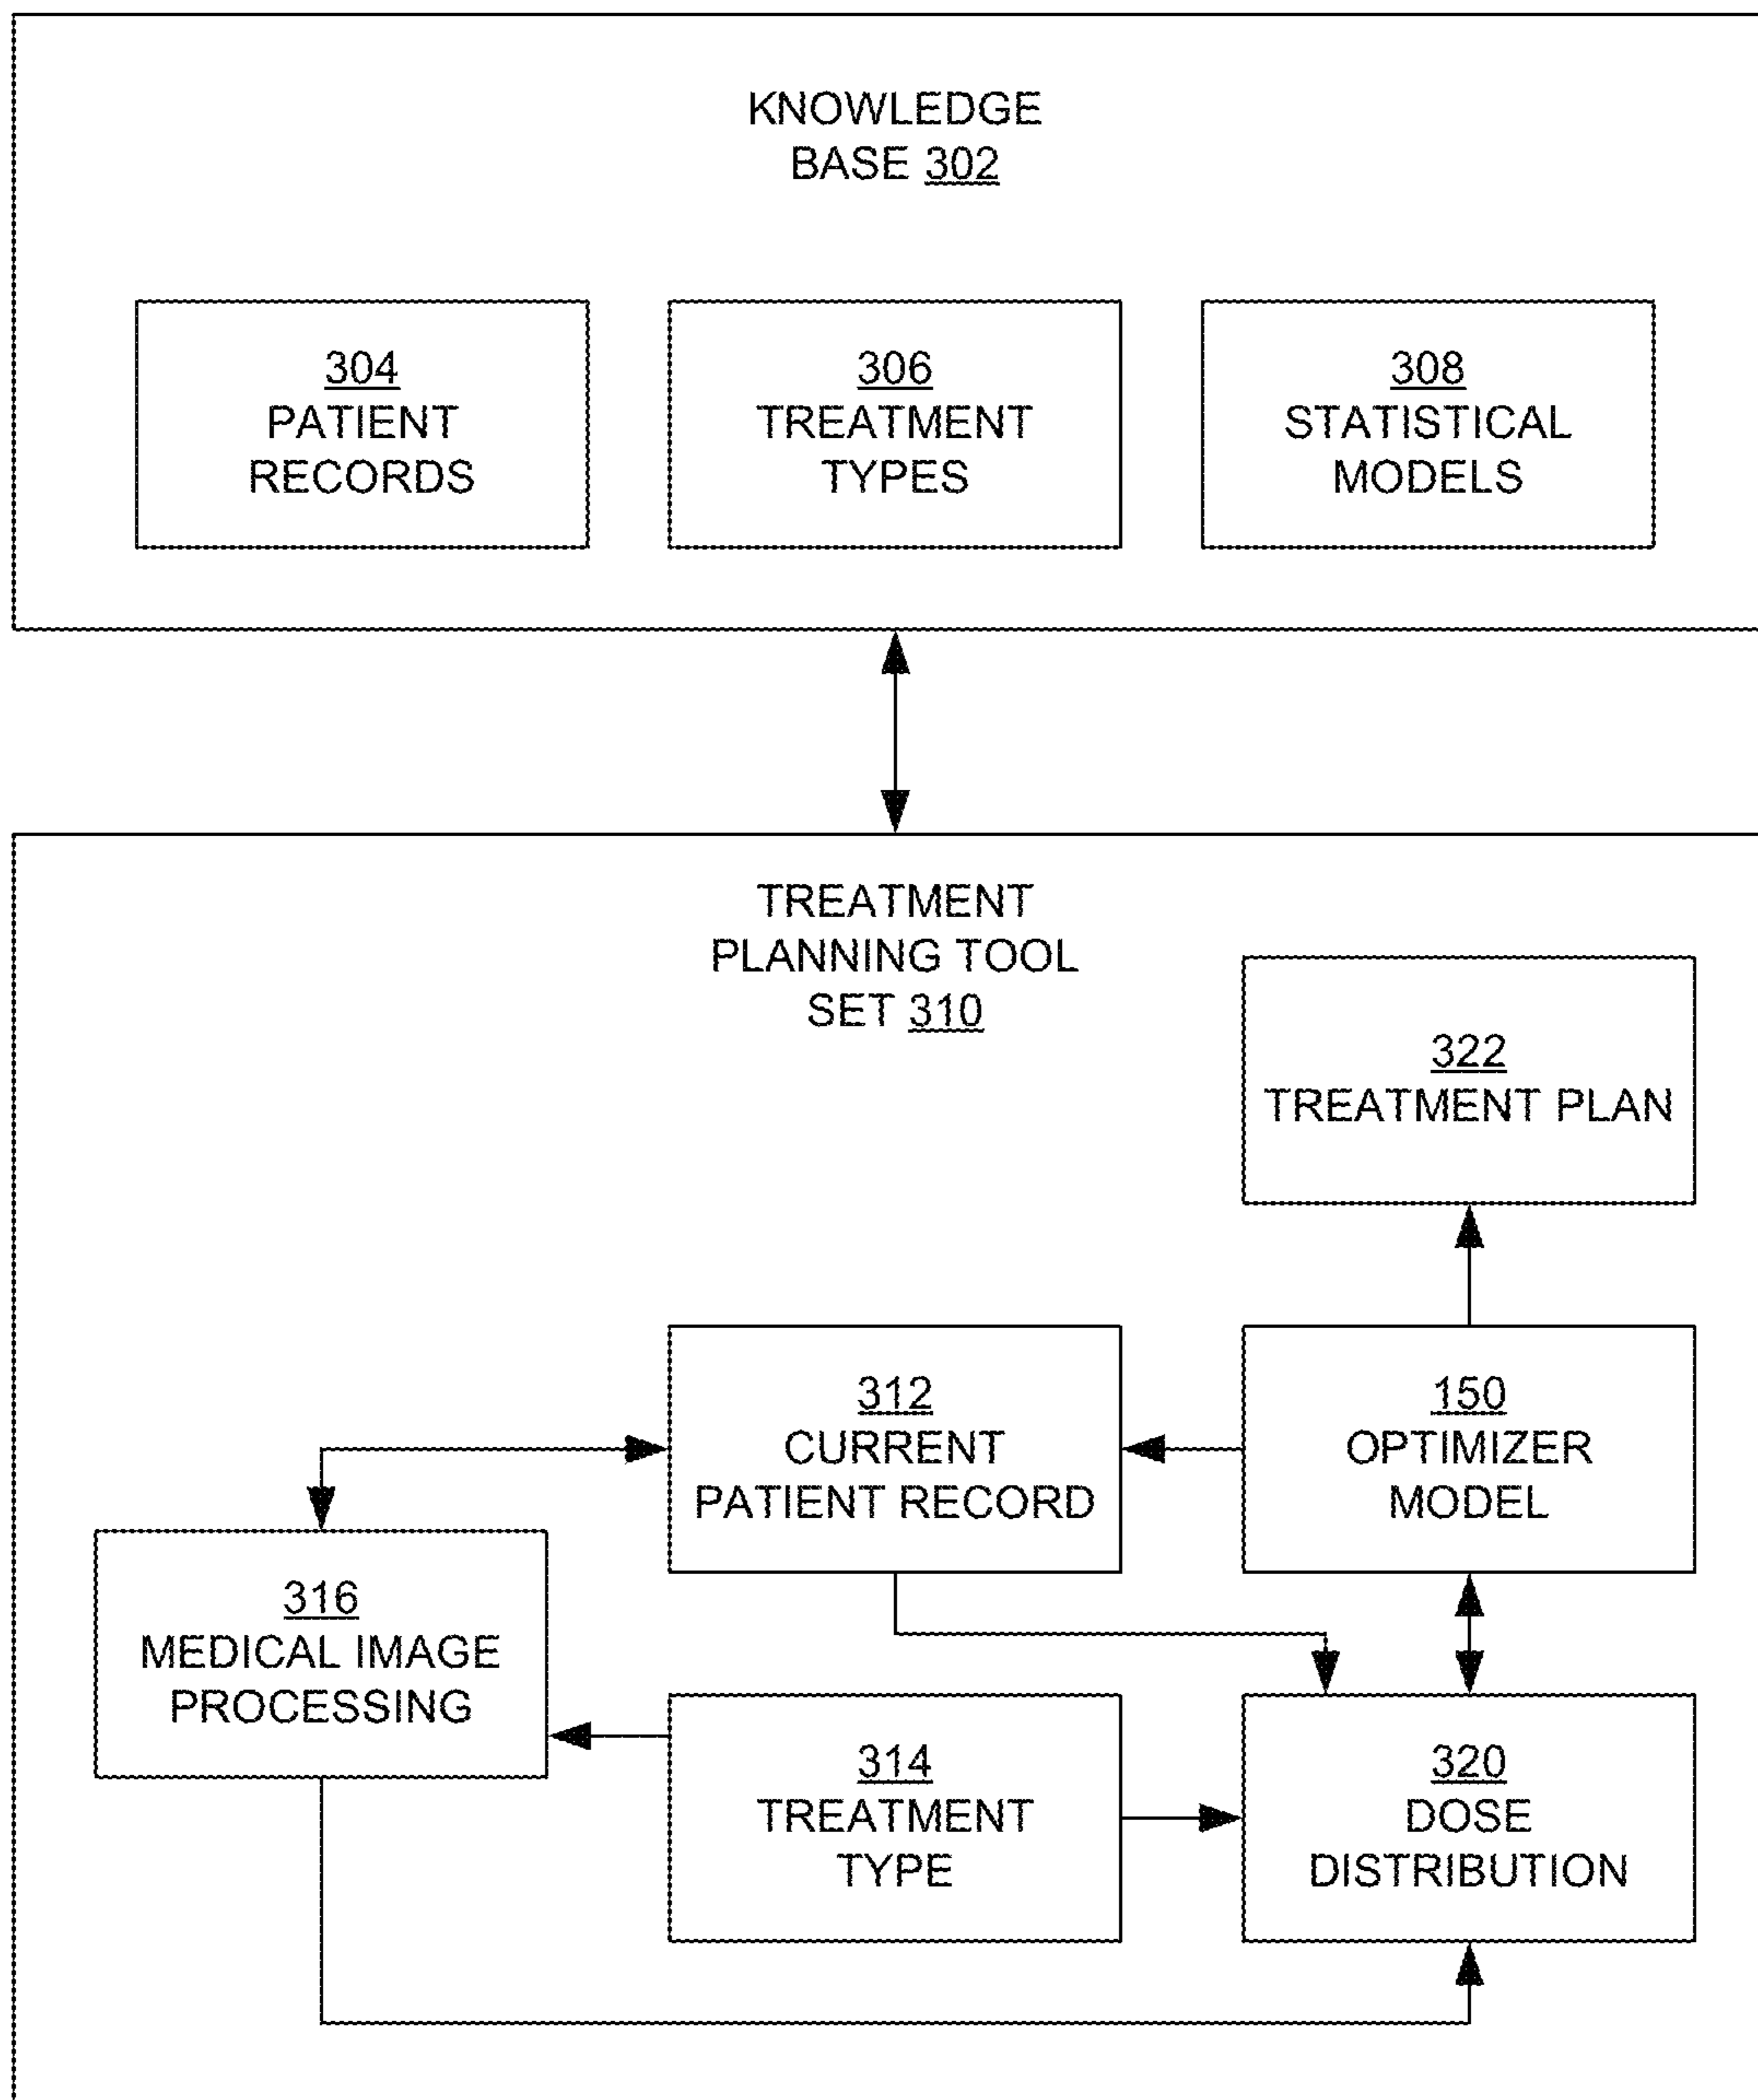 KNOWLEDGE
BASE 302
304
PATIENT
RECORDS
306
TREATMENT
TYPES
308
STATISTICAL
MODELS
TREATMENT
PLANNING TOOL
SET 310
322
TREATMENT PLAN
312
CURRENT
PATIENT RECORD
150
OPTIMIZER
MODEL
316
MEDICAL IMAGE
PROCESSING
314
TREATMENT
TYPE
320
DOSE
DISTRIBUTION